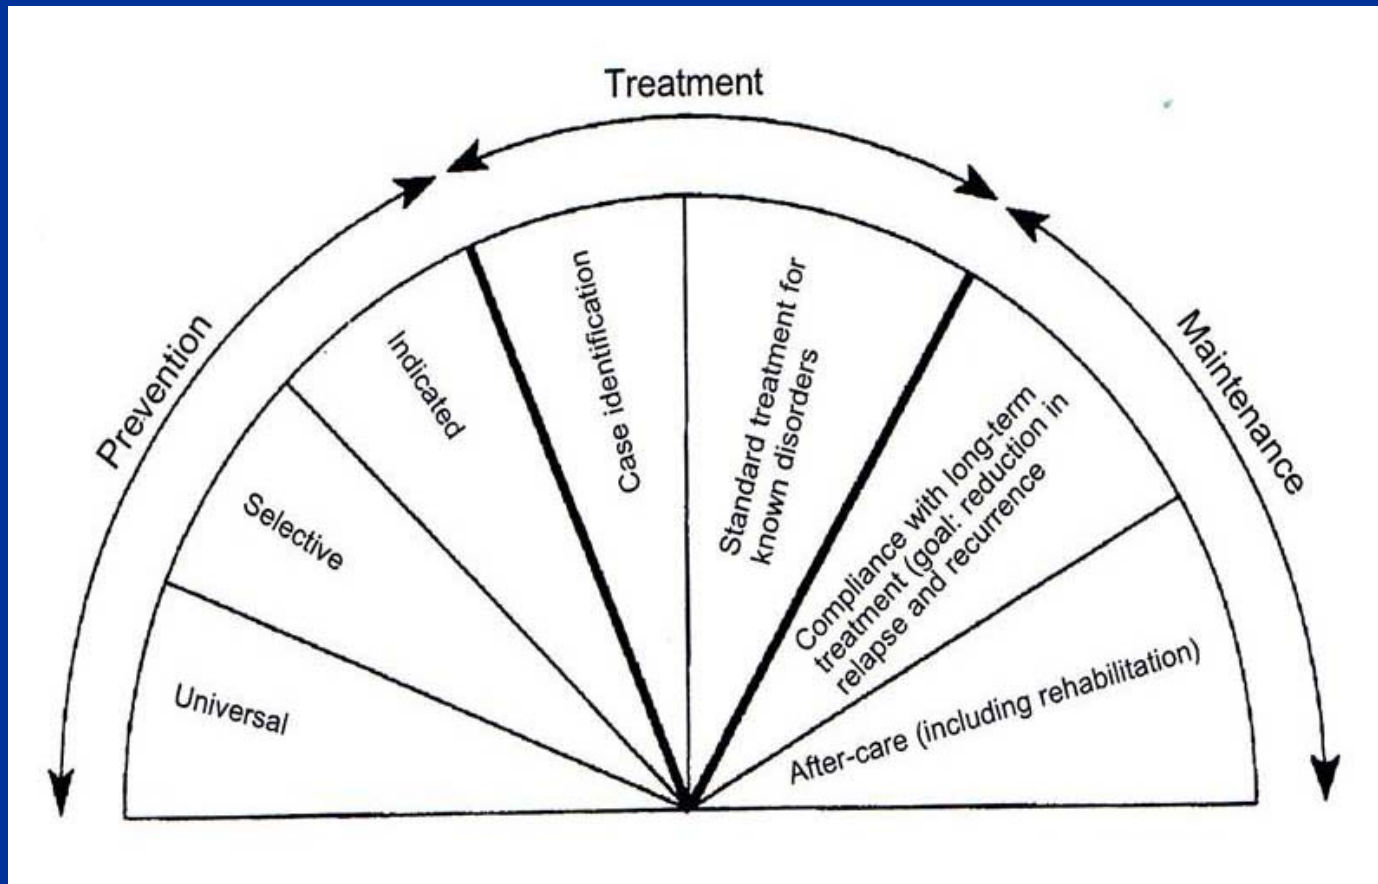 Treatment
Prevention
Maintenance
Universal
Selective
Indicated
Case identification
Standard treatment for
known disorders
Compliance with long-term
treatment (goal: reduction in
relapse and recurrence
After-care (including rehabilitation)